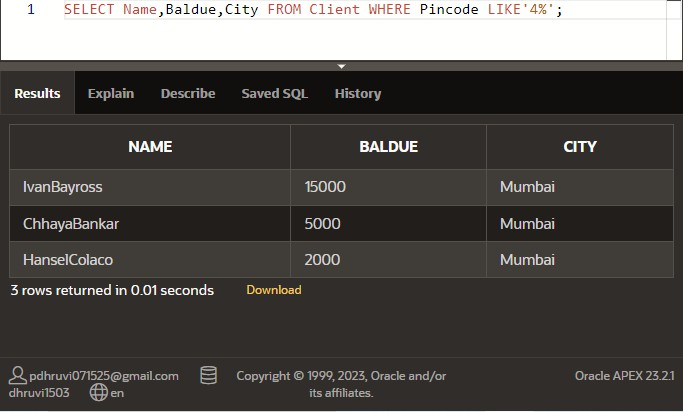 1 SELECT Name,Baldue,City FROM Client WHERE Pincode LIKE'4%';
Results Explain Describe Saved SQL History
NAME BALDUE CITY
IvanBayross 15000 Mumbai
ChhayaBankar 5000 Mumbai
HanselColaco 2000 Mumbai
3 rows returned in 0.01 seconds Download
pdhruvi071525@gmail.com Copyright © 1999, 2023, Oracle and/or Oracle APEX 23.2.1
dhruvi1503 en its affiliates.